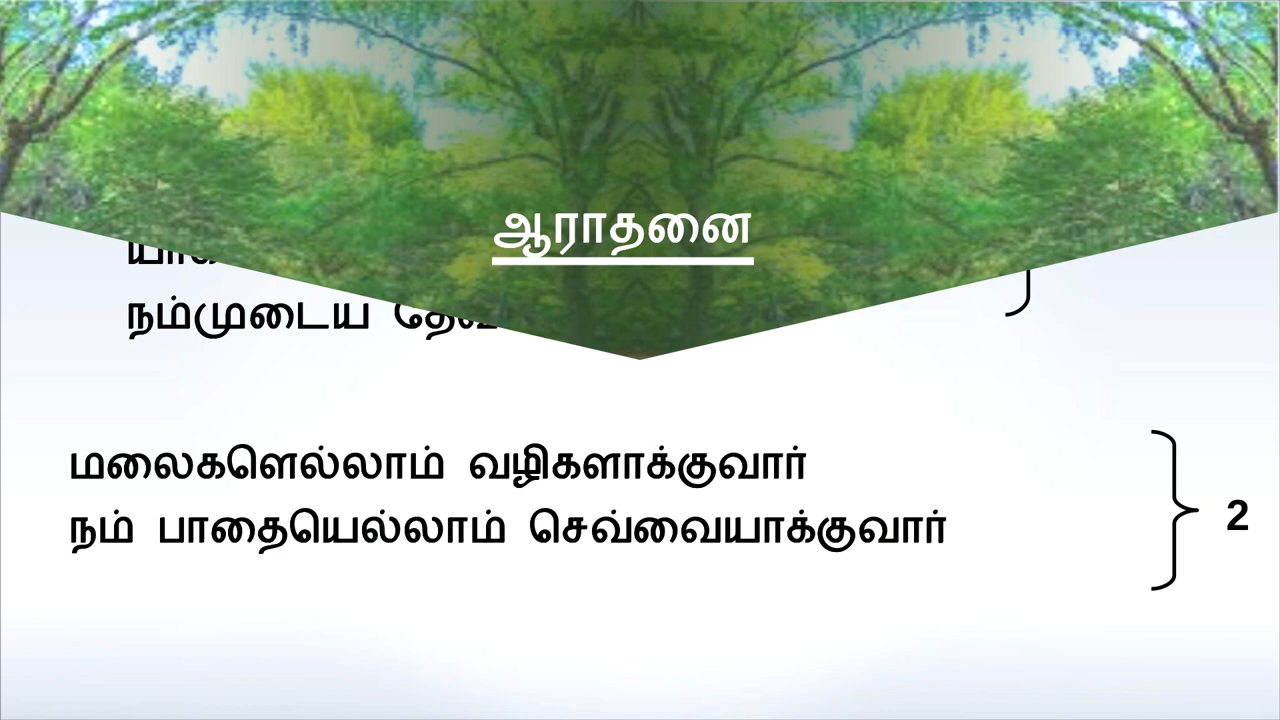 ஆராதனை
நம்முடைய
மலைகளெல்லாம் வழிகளாக்குவார்
நம் பாதையெல்லாம் செவ்வையாக்குவார்
2